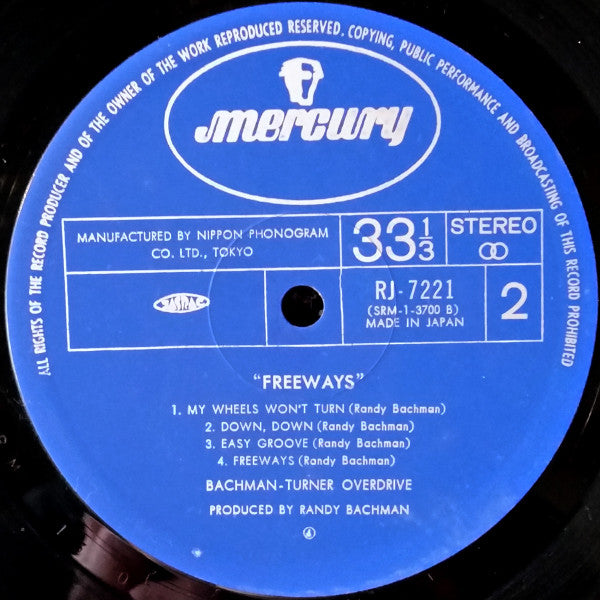 ALL RIGHTS OF THE RECORD PRODUCER AND OF THE OWNER OF THE WORK REPRODUCED RESERVED. COPYING, PUBLIC PERFORMANCE AND BROADCASTING OF THIS RECORD PROHIBITED
mercury
MANUFACTURED BY NIPPON PHONOGRAM
CO. LTD., TOKYO
33 1/3
STEREO
JASRAC
RJ-7221
(SRM-1-3700 B)
MADE IN JAPAN
2
"FREEWAYS"
1. MY WHEELS WON'T TURN (Randy Bachman)
2. DOWN, DOWN (Randy Bachman)
3. EASY GROOVE (Randy Bachman)
4. FREEWAYS (Randy Bachman)
BACHMAN-TURNER OVERDRIVE
PRODUCED BY RANDY BACHMAN